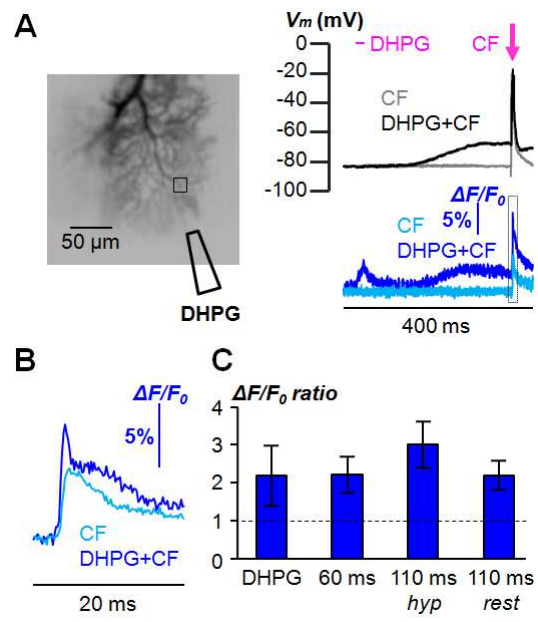 A
Vm (mV)
0
-20
-40
-60
-80
-100
DHPG
CF
CF
DHPG+CF
50 µm
DHPG
ΔF/F0
5%
CF
DHPG+CF
400 ms
B
ΔF/F0
5%
CF
DHPG+CF
20 ms
C
ΔF/F0 ratio
4
3
2
1
0
DHPG
60 ms
110 ms
hyp
110 ms
rest